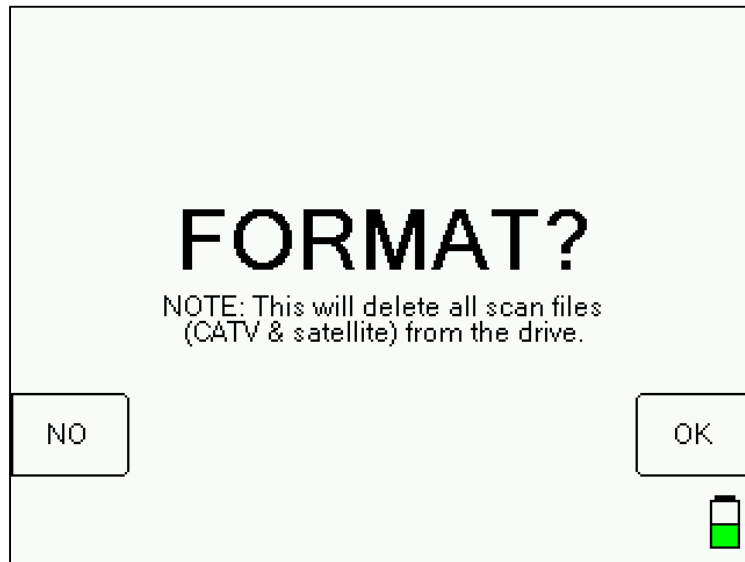 FORMAT?
NOTE: This will delete all scan files
(CATV & satellite) from the drive.
NO
OK